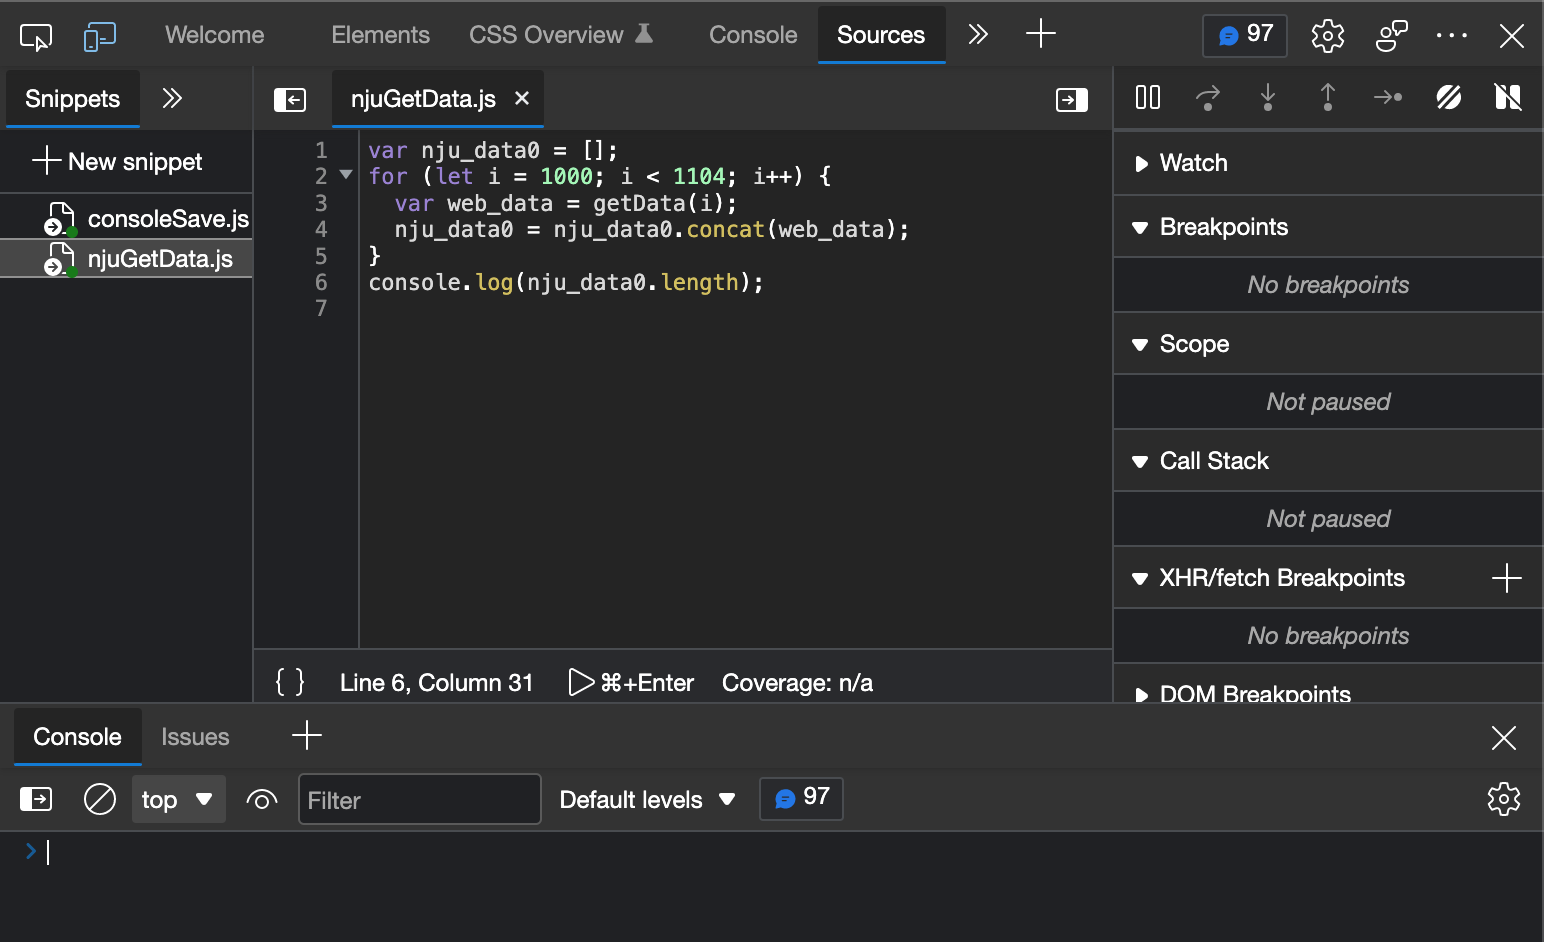 Welcome Elements CSS Overview Console Sources 97
Snippets njuGetData.js
New snippet
consoleSave.js
njuGetData.js
1 var nju_data0 = [];
2 for (let i = 1000; i < 1104; i++) {
3 var web_data = getData(i);
4 nju_data0 = nju_data0.concat(web_data);
5 }
6 console.log(nju_data0.length);
7
{ } Line 6, Column 31 ⌘+Enter Coverage: n/a
Watch
Breakpoints
No breakpoints
Scope
Not paused
Call Stack
Not paused
XHR/fetch Breakpoints
No breakpoints
DOM Breakpoints
Console Issues
top Filter Default levels 97